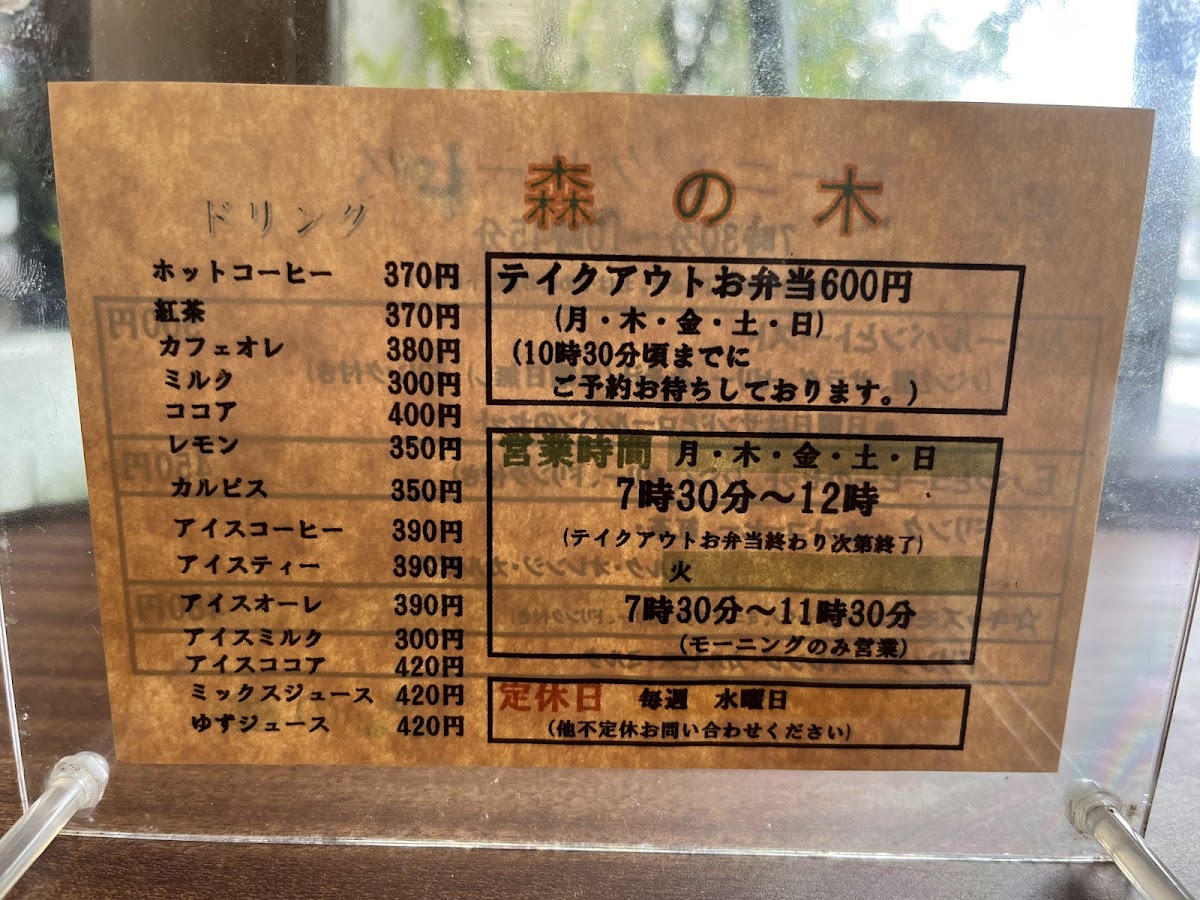 森の木
ドリンク
ホットコーヒー 370円
紅茶 370円
カフェオレ 380円
ミルク 300円
ココア 400円
レモン 350円
カルピス 350円
アイスコーヒー 390円
アイスティー 390円
アイスオーレ 390円
アイスミルク 300円
アイスココア 420円
ミックスジュース 420円
ゆずジュース 420円
テイクアウトお弁当600円
(月・木・金・土・日)
(10時30分頃までに
ご予約お待ちしております。)
営業時間 月・木・金・土・日
7時30分～12時
(テイクアウトお弁当終わり次第終了)
火
7時30分～11時30分
(モーニングのみ営業)
定休日 毎週 水曜日
(他不定休お問い合わせください)